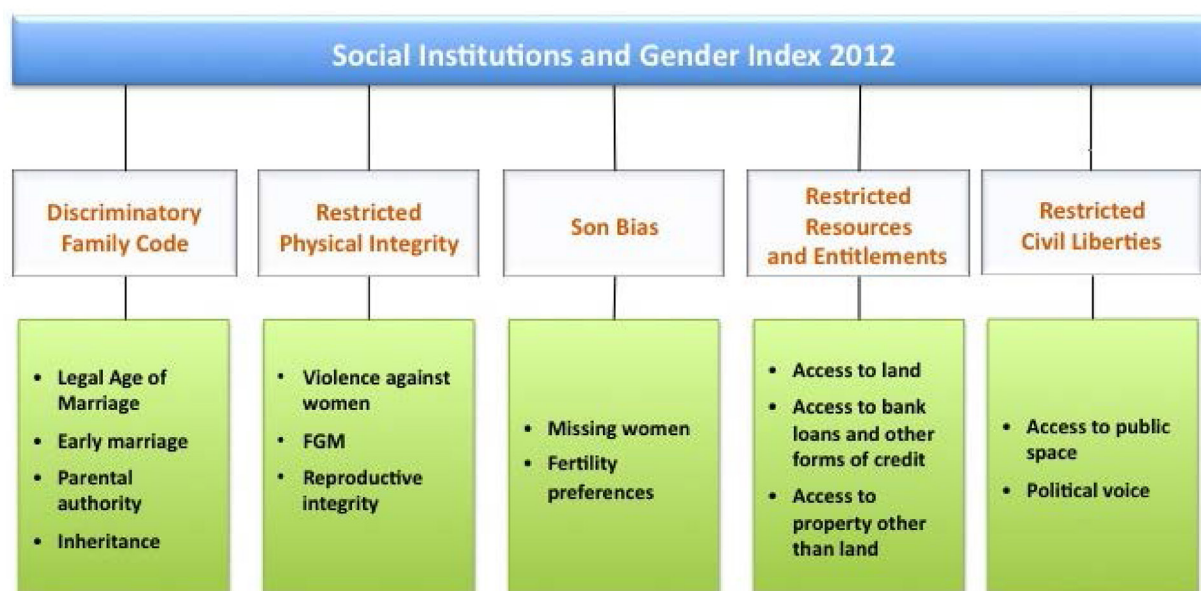 Social Institutions and Gender Index 2012
Discriminatory
Family Code
Restricted
Physical Integrity
Son Bias
Restricted
Resources
and Entitlements
Restricted
Civil Liberties
• Legal Age of
Marriage
• Early marriage
• Parental
authority
• Inheritance
• Violence against
women
• FGM
• Reproductive
integrity
• Missing women
• Fertility
preferences
• Access to land
• Access to bank
loans and other
forms of credit
• Access to
property other
than land
• Access to public
space
• Political voice